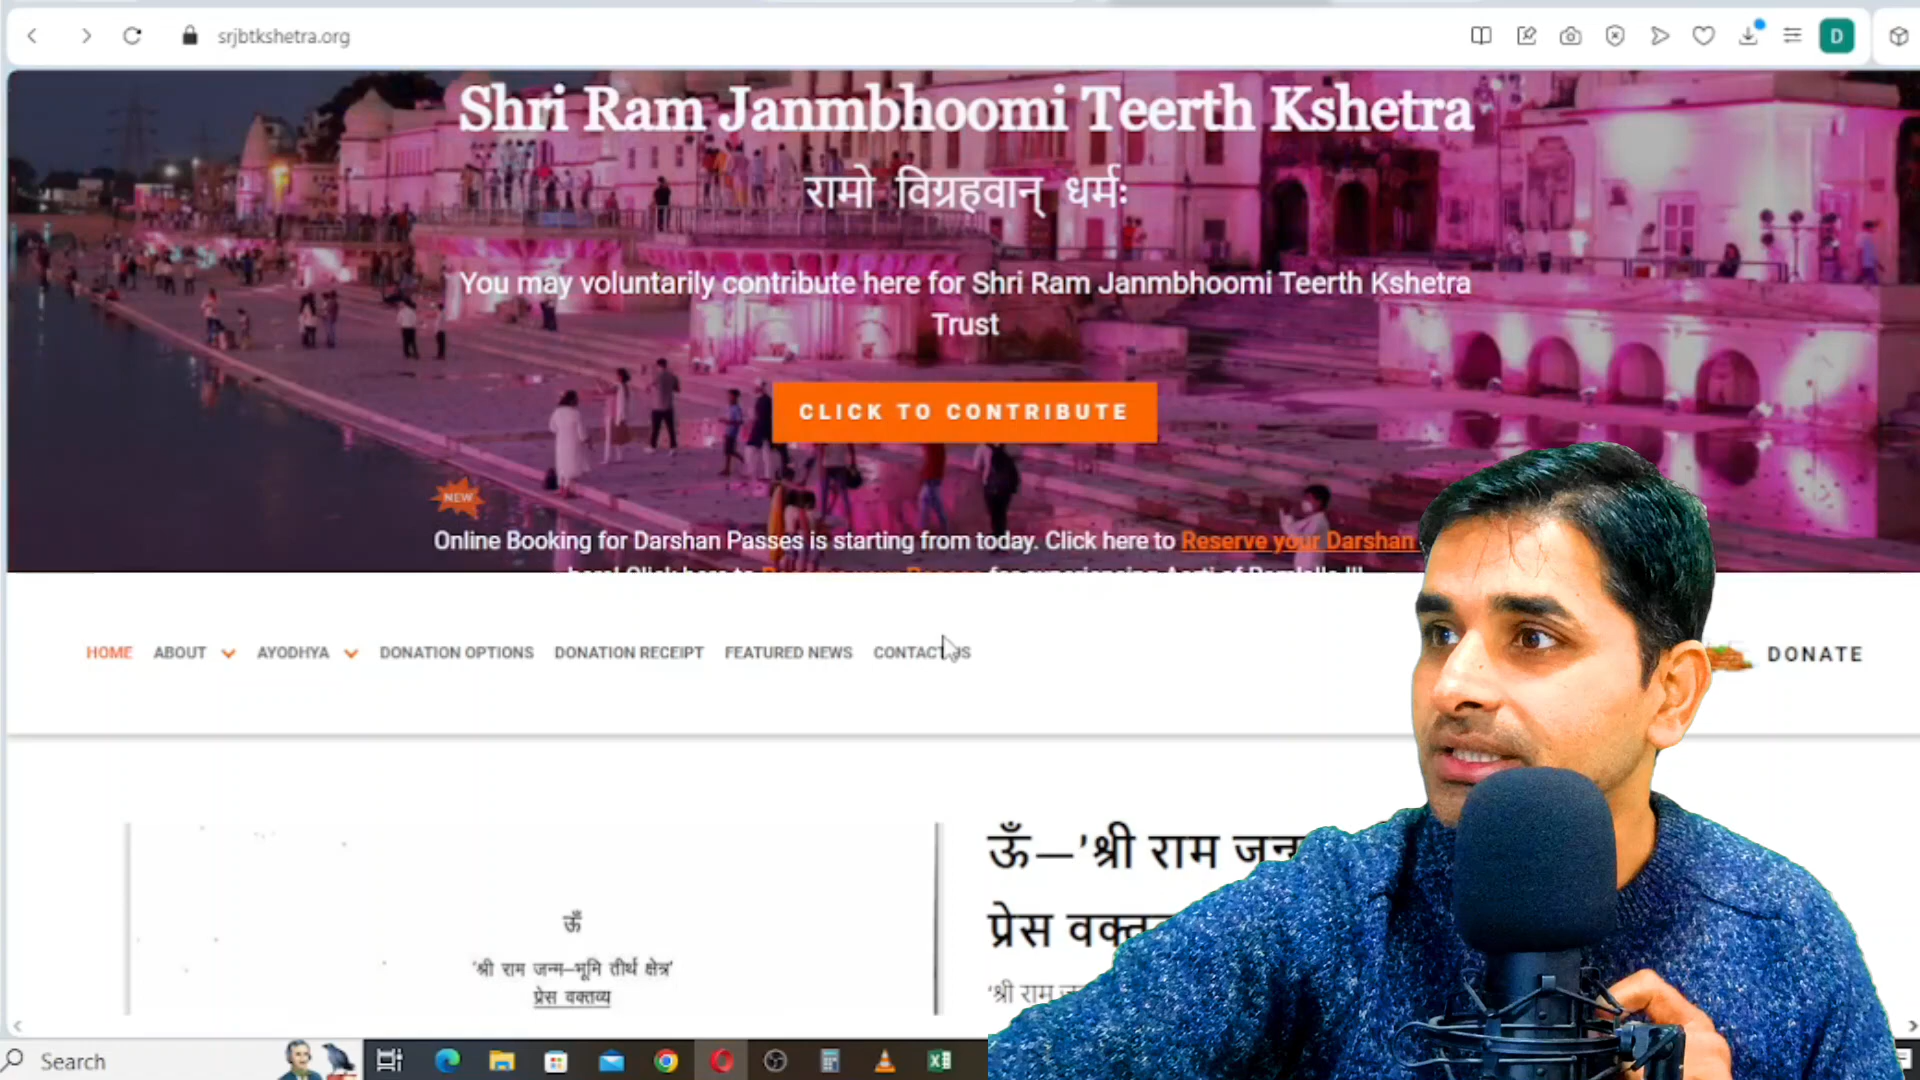 srjbtkshetra.org
D
Shri Ram Janmbhoomi Teerth Kshetra
रामो विग्रहवान् धर्मः
You may voluntarily contribute here for Shri Ram Janmbhoomi Teerth Kshetra
Trust
CLICK TO CONTRIBUTE
NEW
Online Booking for Darshan Passes is starting from today. Click here to Reserve your Darshan
HOME ABOUT AYODHYA DONATION OPTIONS DONATION RECEIPT FEATURED NEWS CONTACT US
DONATE
ऊँ
'श्री राम जन्म–भूमि तीर्थ क्षेत्र'
प्रेस वक्तव्य
ऊँ—'श्री राम
प्रेस
'श्री राम
Search